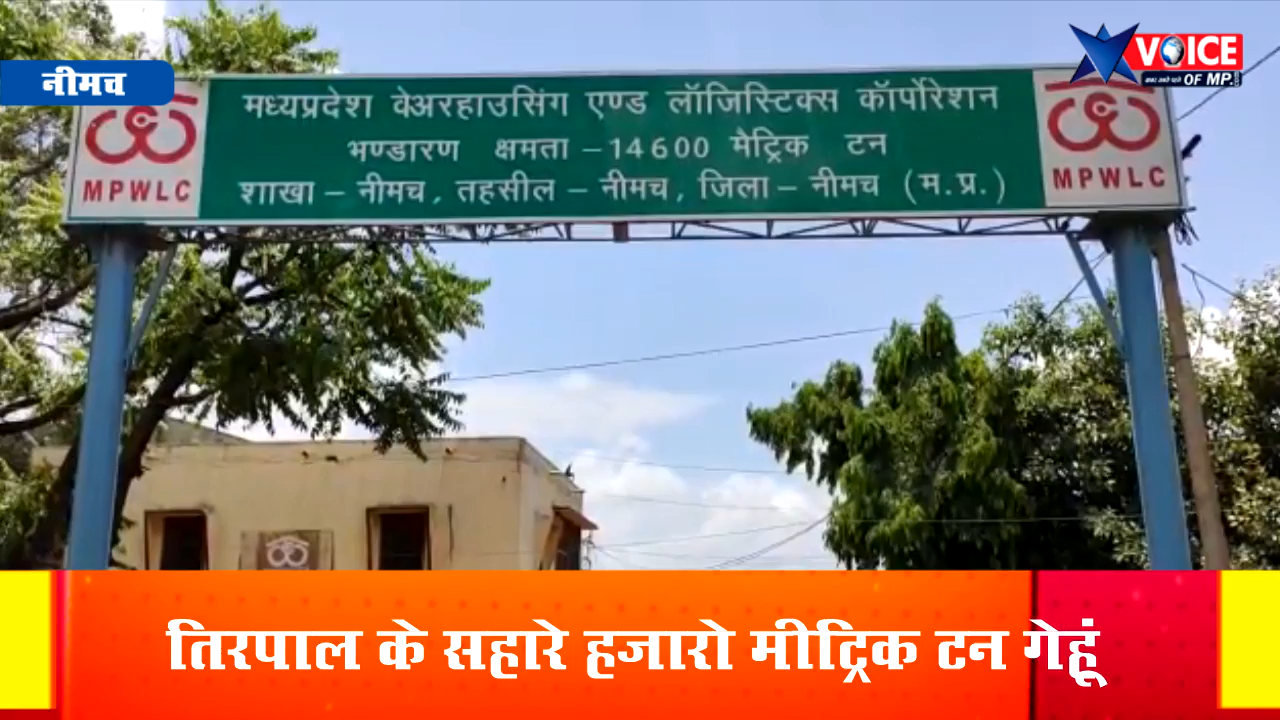 नीमच
VOICE
OF MP.
मध्यप्रदेश वेअरहाउसिंग एण्ड लॉजिस्टिक्स कॉर्पोरेशन
भण्डारण क्षमता – 14600 मैट्रिक टन
शाखा – नीमच, तहसील – नीमच, जिला – नीमच (म.प्र.)
MPWLC
MPWLC
तिरपाल के सहारे हजारो मीट्रिक टन गेहूं